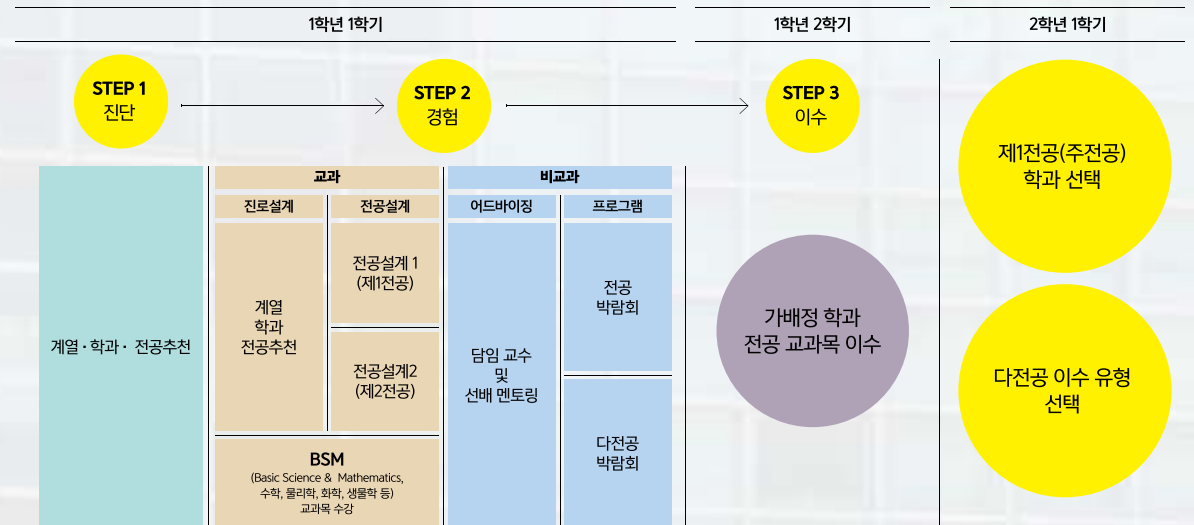 1학년 1학기
1학년 2학기
2학년 1학기
STEP 1
진단
STEP 2
경험
STEP 3
이수
계열 · 학과 · 전공추천
교과
진로설계
전공설계
계열
학과
전공추천
전공설계 1
(제1전공)
전공설계2
(제2전공)
BSM
(Basic Science & Mathematics,
수학, 물리학, 화학, 생물학 등)
교과목 수강
비교과
어드바이징
프로그램
담임 교수
및
선배 멘토링
전공
박람회
다전공
박람회
가배정 학과
전공 교과목 이수
제1전공(주전공)
학과 선택
다전공 이수 유형
선택